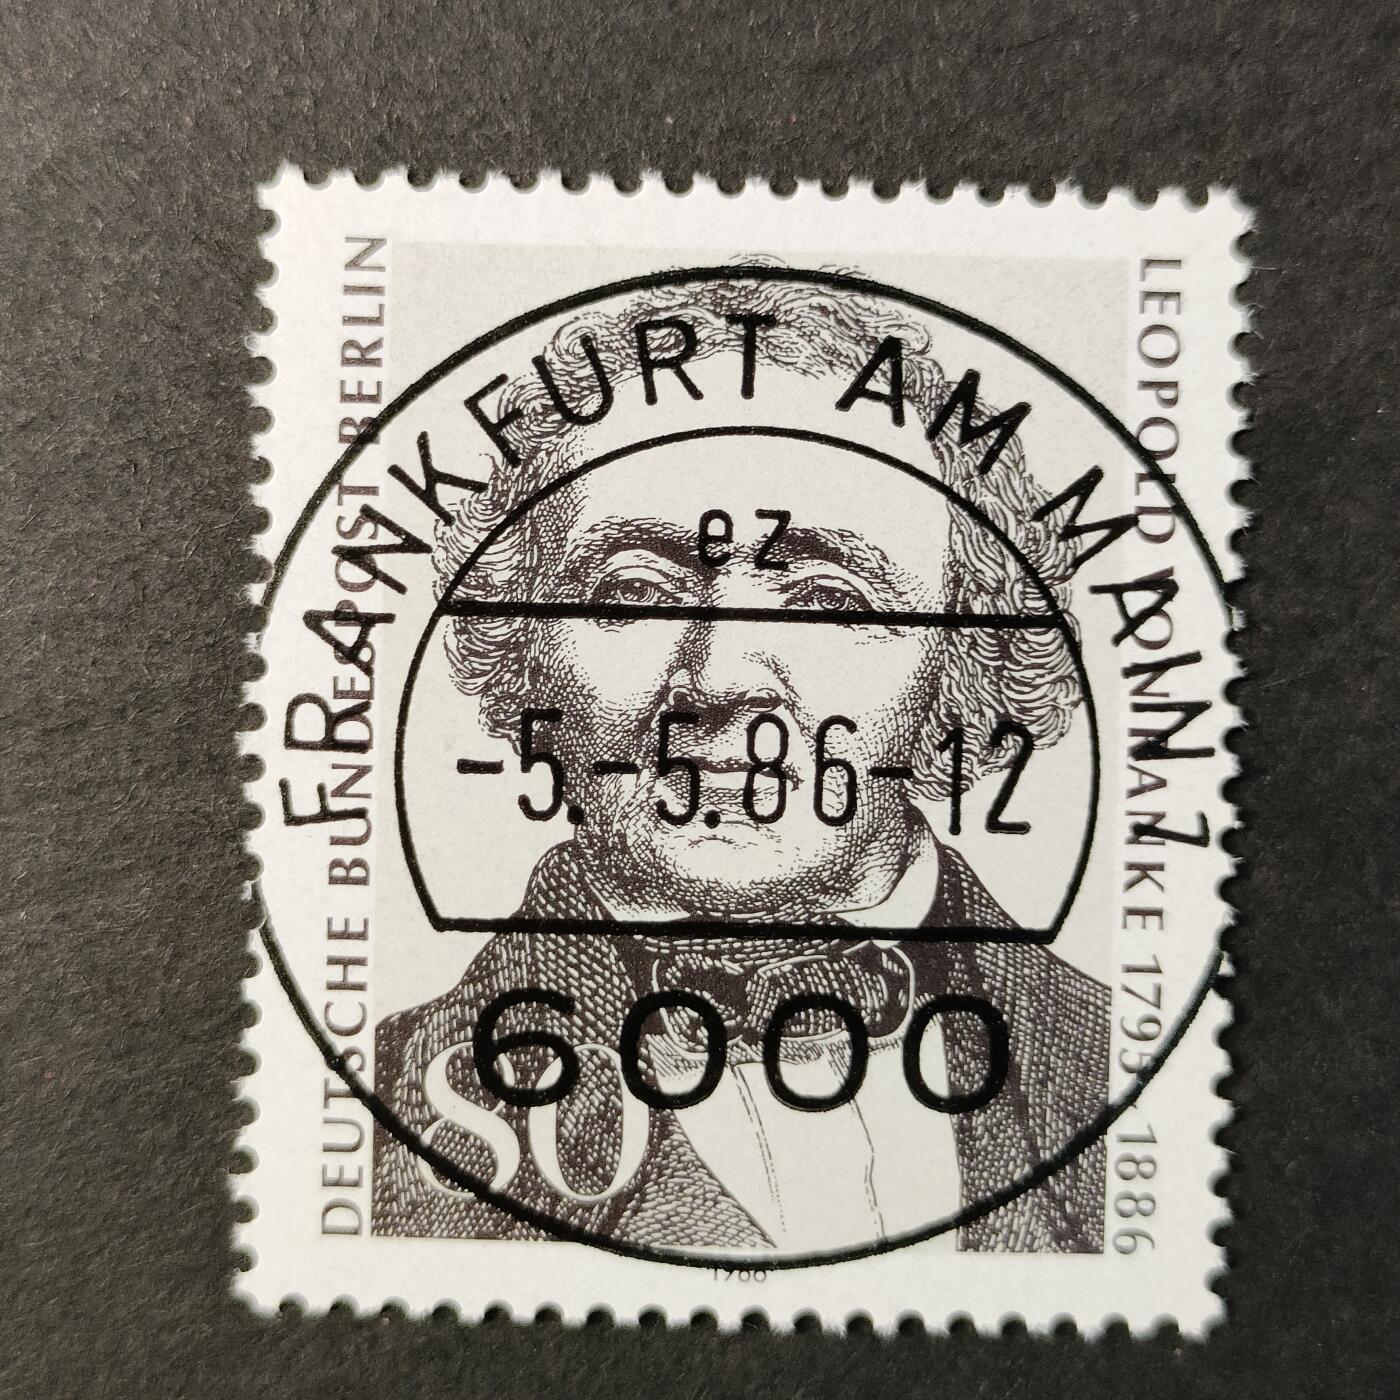 DEUTSCHE BUNDESPOST BERLIN
LEOPOLD VON RANKE 1795-1886
FRANKFURT AM MAIN 1
ez
-5.-5.86-12
6000
80
1986